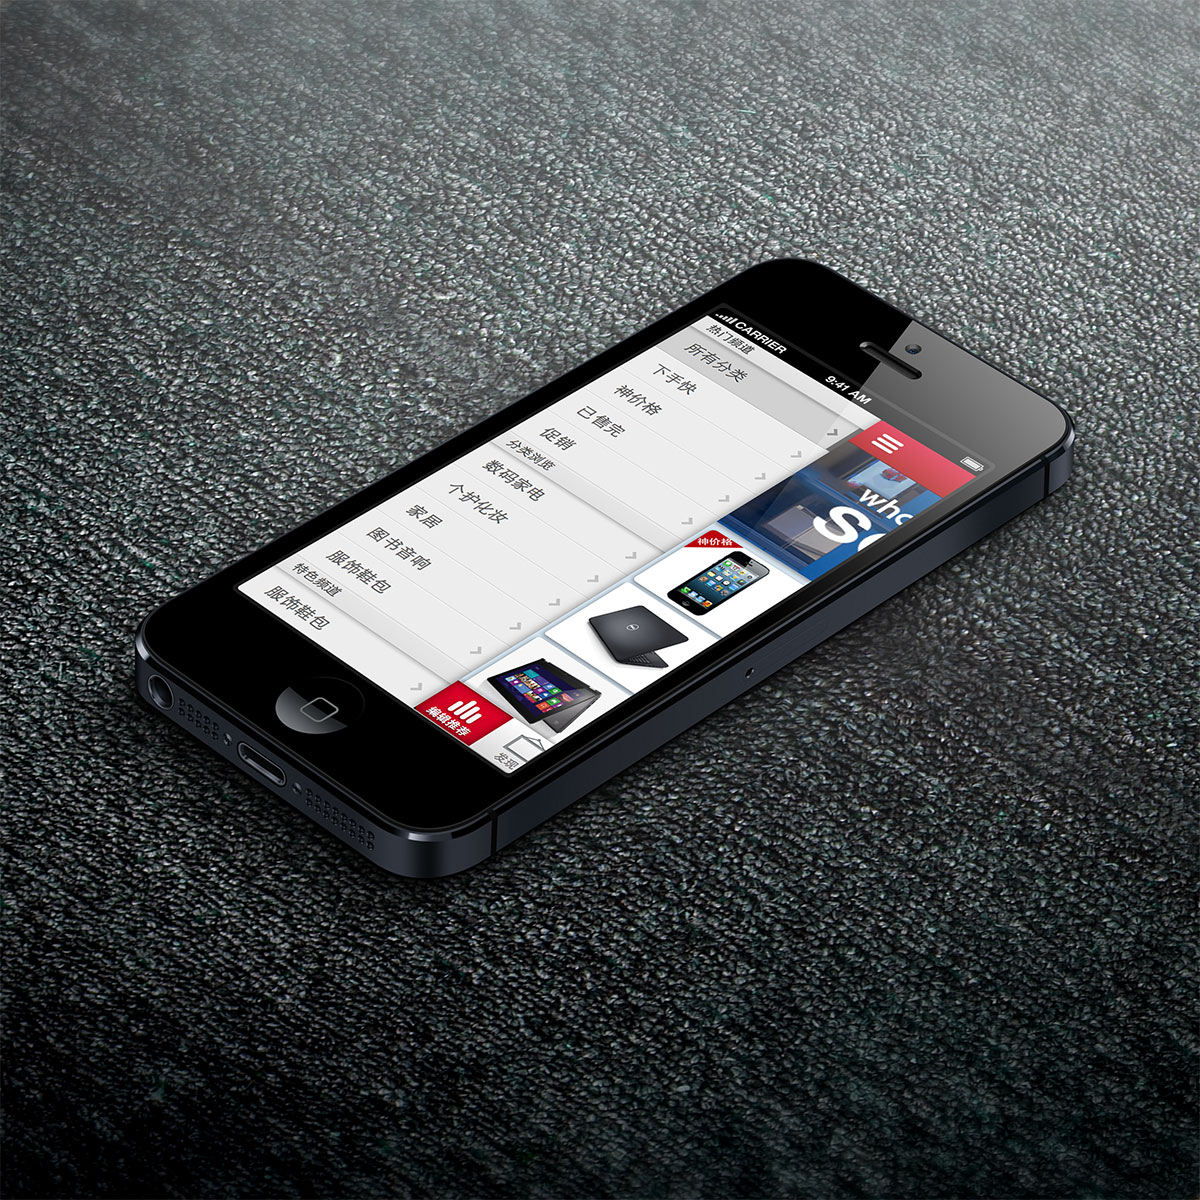 CARRIER
9:41 AM
热门频道
所有分类
下手快
神价格
已售完
促销
分类浏览
数码家电
个护化妆
家居
图书音响
服饰鞋包
特色频道
服饰鞋包
who
S
神价格
编辑推荐
发现